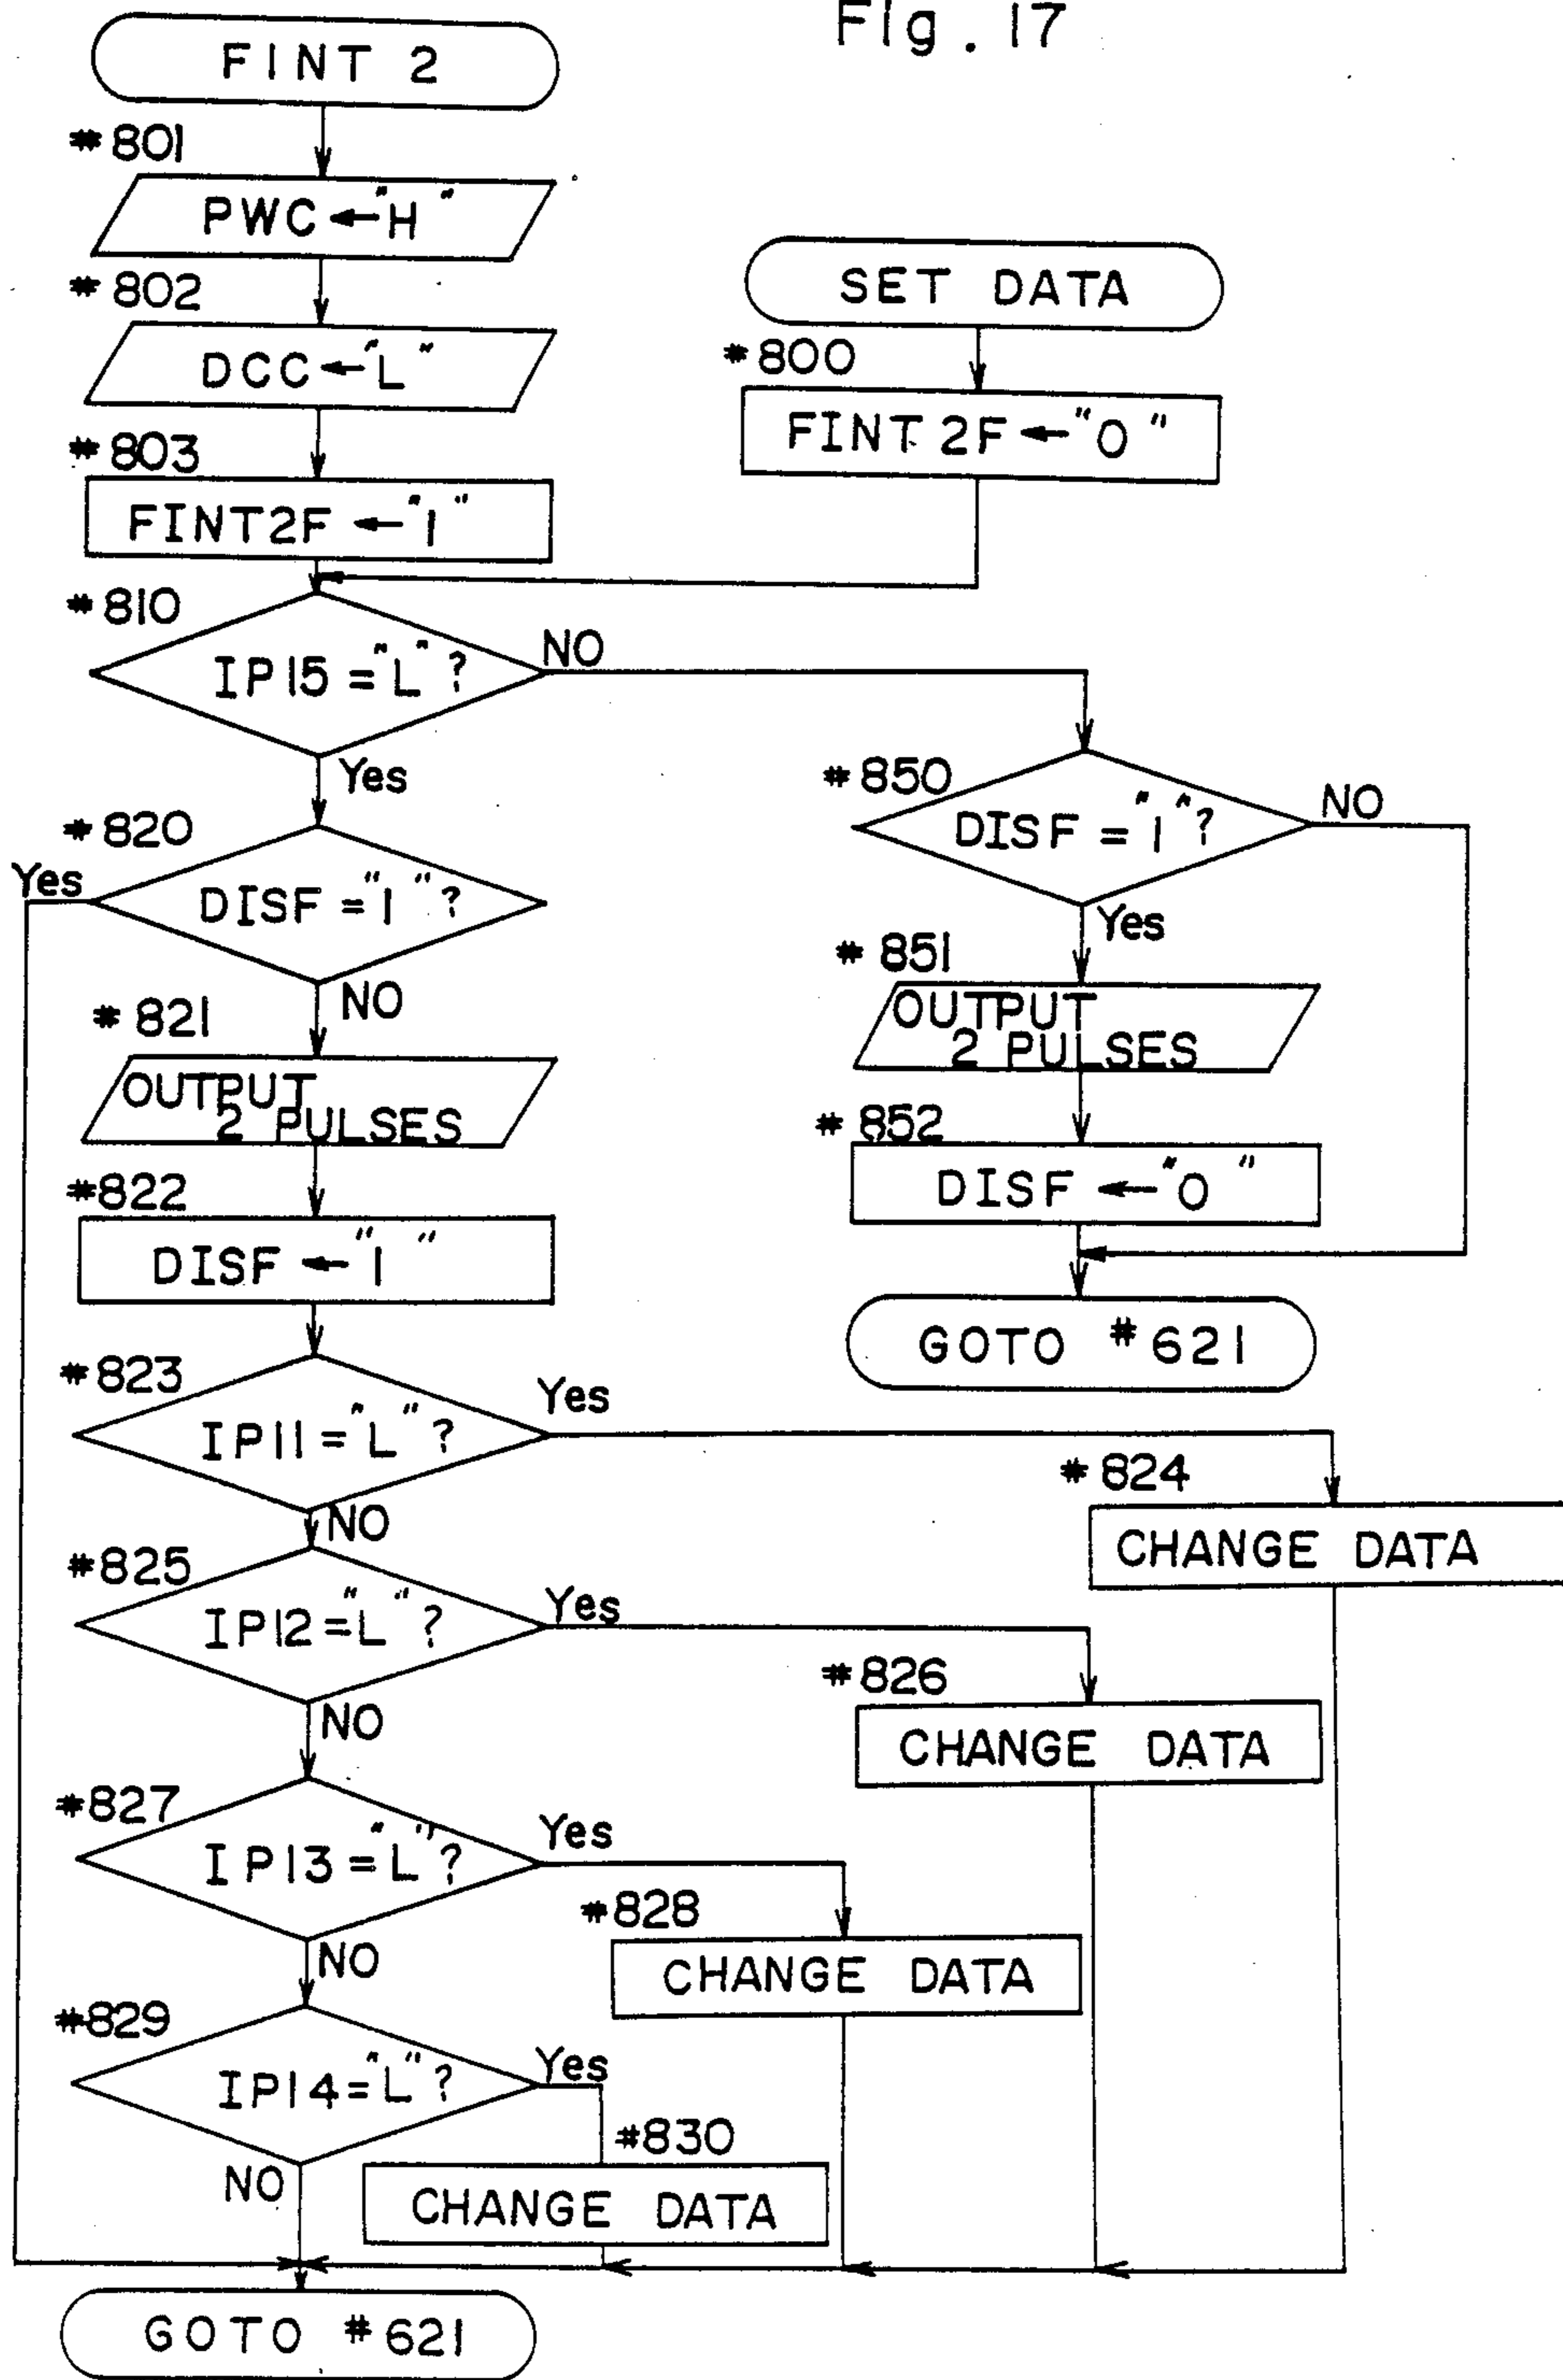 Fig. 17
FINT 2
#801
PWC ← "H"
#802
DCC ← "L"
#803
FINT2F ← "1"
SET DATA
#800
FINT2F ← "0"
#810
IP15 = "L" ?
NO
Yes
#820
DISF = "1" ?
Yes
NO
#821
OUTPUT
2 PULSES
#822
DISF ← "1"
#850
DISF = "1" ?
NO
Yes
#851
OUTPUT
2 PULSES
#852
DISF ← "0"
GOTO #621
#823
IP11 = "L" ?
Yes
NO
#824
CHANGE DATA
#825
IP12 = "L" ?
Yes
NO
#826
CHANGE DATA
#827
IP13 = "L" ?
Yes
NO
#828
CHANGE DATA
#829
IP14 = "L" ?
Yes
NO
#830
CHANGE DATA
GOTO #621